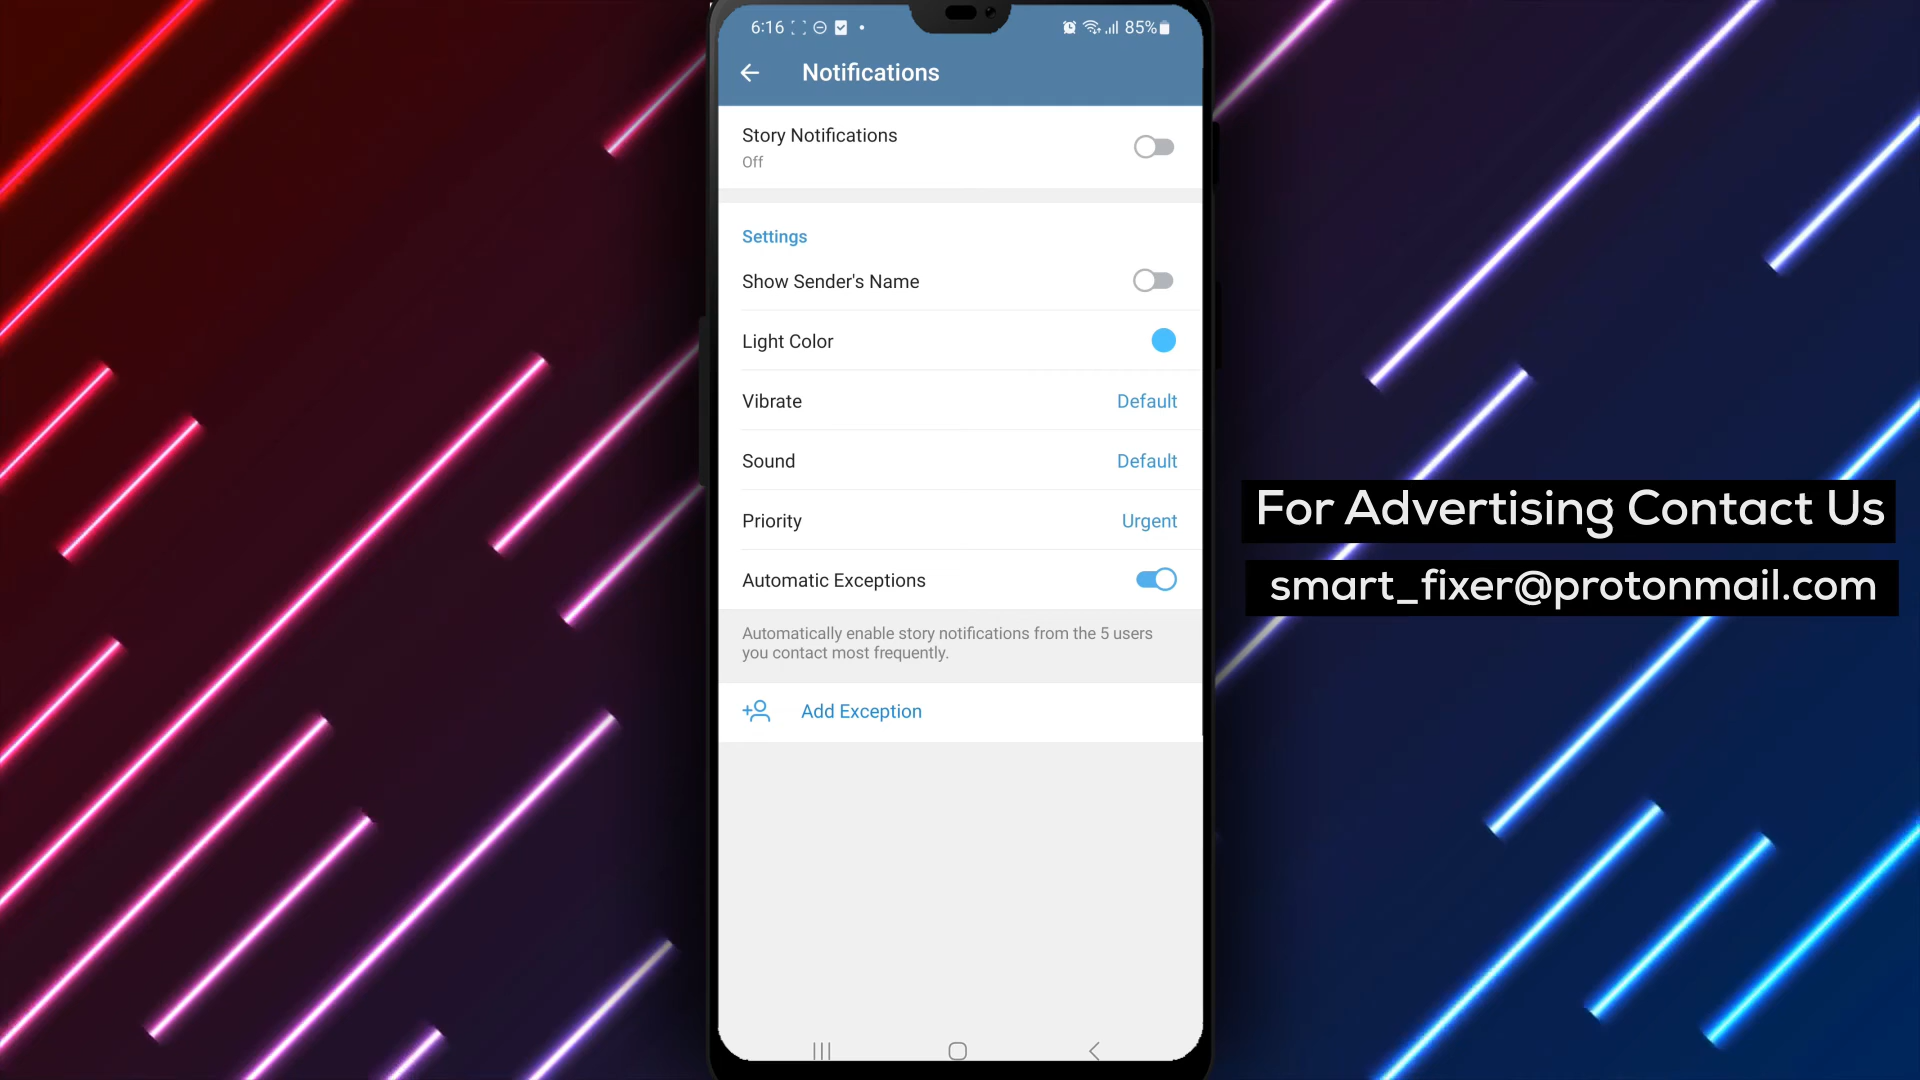 6:16
85%
Notifications
Story Notifications
Off
Settings
Show Sender's Name
Light Color
Vibrate
Default
Sound
Default
Priority
Urgent
Automatic Exceptions
Automatically enable story notifications from the 5 users
you contact most frequently.
Add Exception
For Advertising Contact Us
smart_fixer@protonmail.com